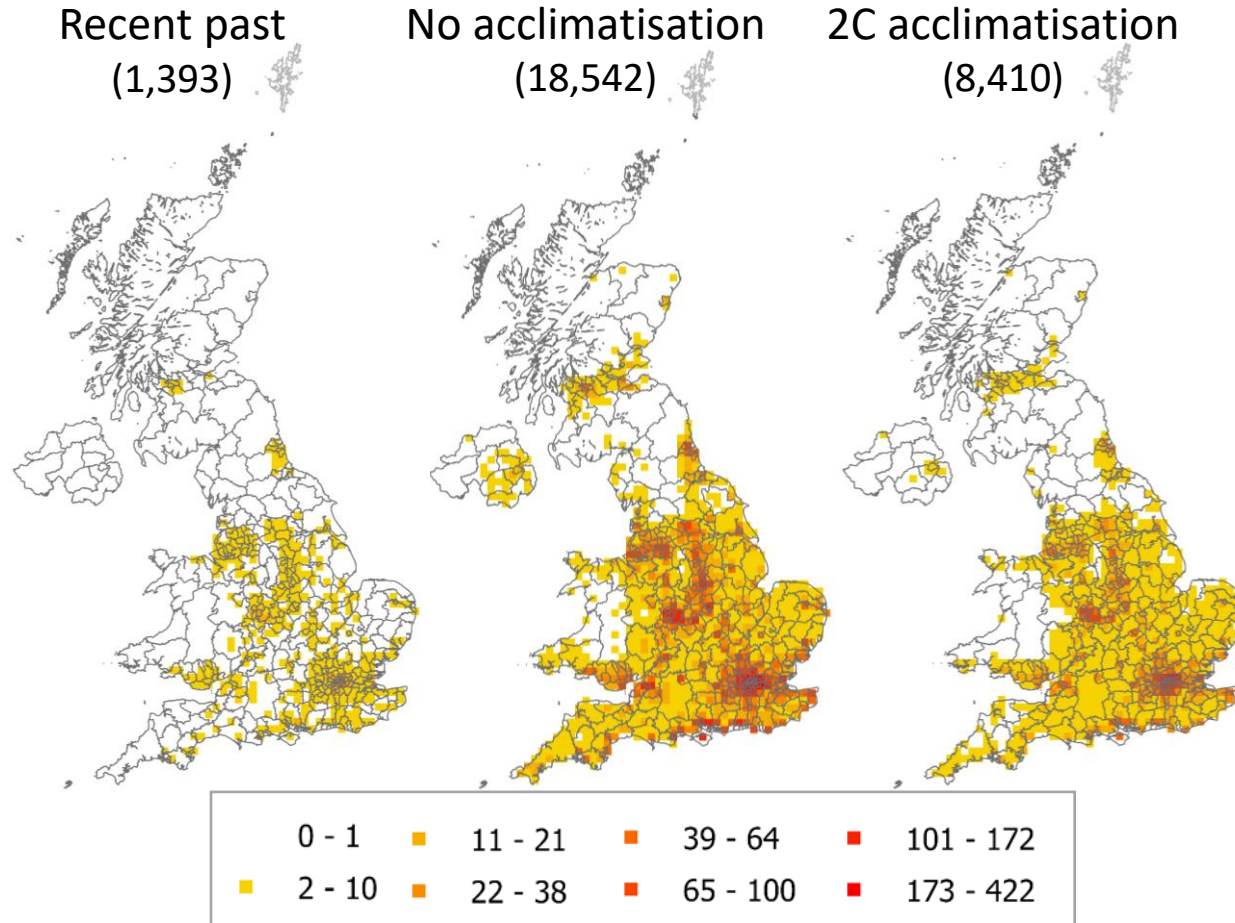 Recent past No acclimatisation 2C acclimatisation
(1,393) (18,542) (8,410)
0 - 1 11 - 21 39 - 64 101 - 172
2 - 10 22 - 38 65 - 100 173 - 422